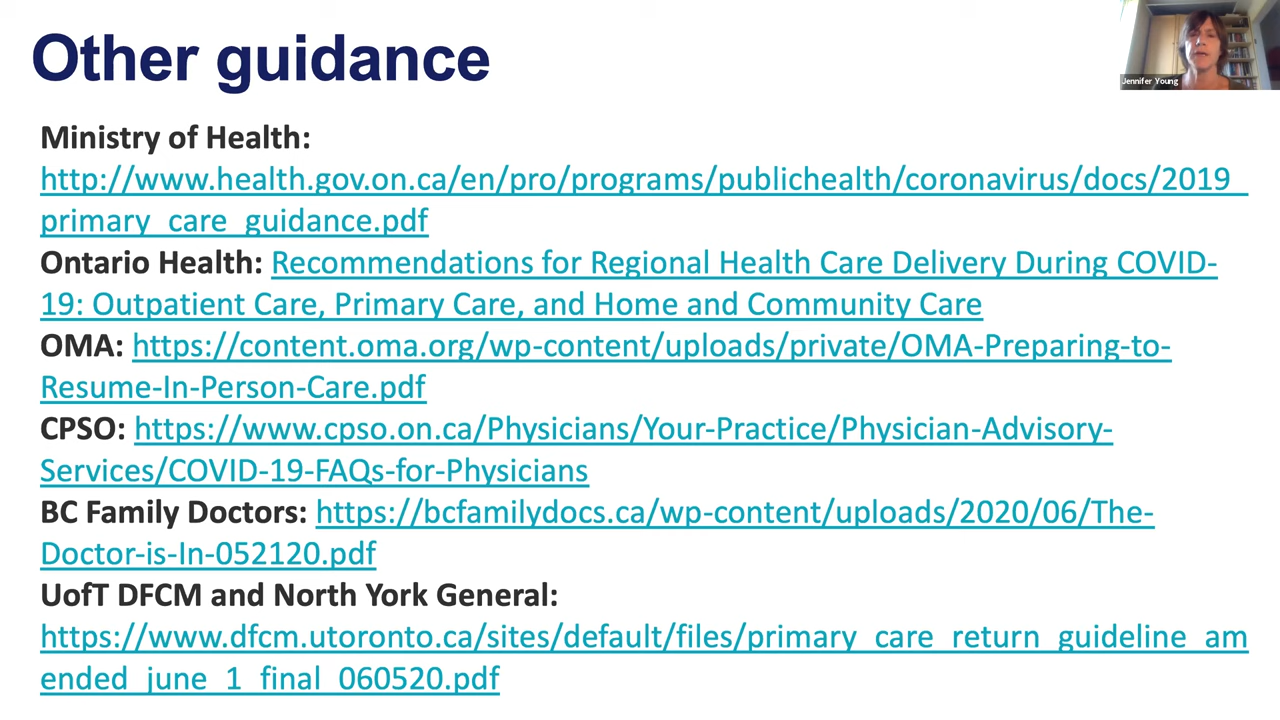 Other guidance
Jennifer Young
Ministry of Health:
http://www.health.gov.on.ca/en/pro/programs/publichealth/coronavirus/docs/2019_
primary_care_guidance.pdf
Ontario Health: Recommendations for Regional Health Care Delivery During COVID-
19: Outpatient Care, Primary Care, and Home and Community Care
OMA: https://content.oma.org/wp-content/uploads/private/OMA-Preparing-to-
Resume-In-Person-Care.pdf
CPSO: https://www.cpso.on.ca/Physicians/Your-Practice/Physician-Advisory-
Services/COVID-19-FAQs-for-Physicians
BC Family Doctors: https://bcfamilydocs.ca/wp-content/uploads/2020/06/The-
Doctor-is-In-052120.pdf
UofT DFCM and North York General:
https://www.dfcm.utoronto.ca/sites/default/files/primary_care_return_guideline_am
ended_june_1_final_060520.pdf